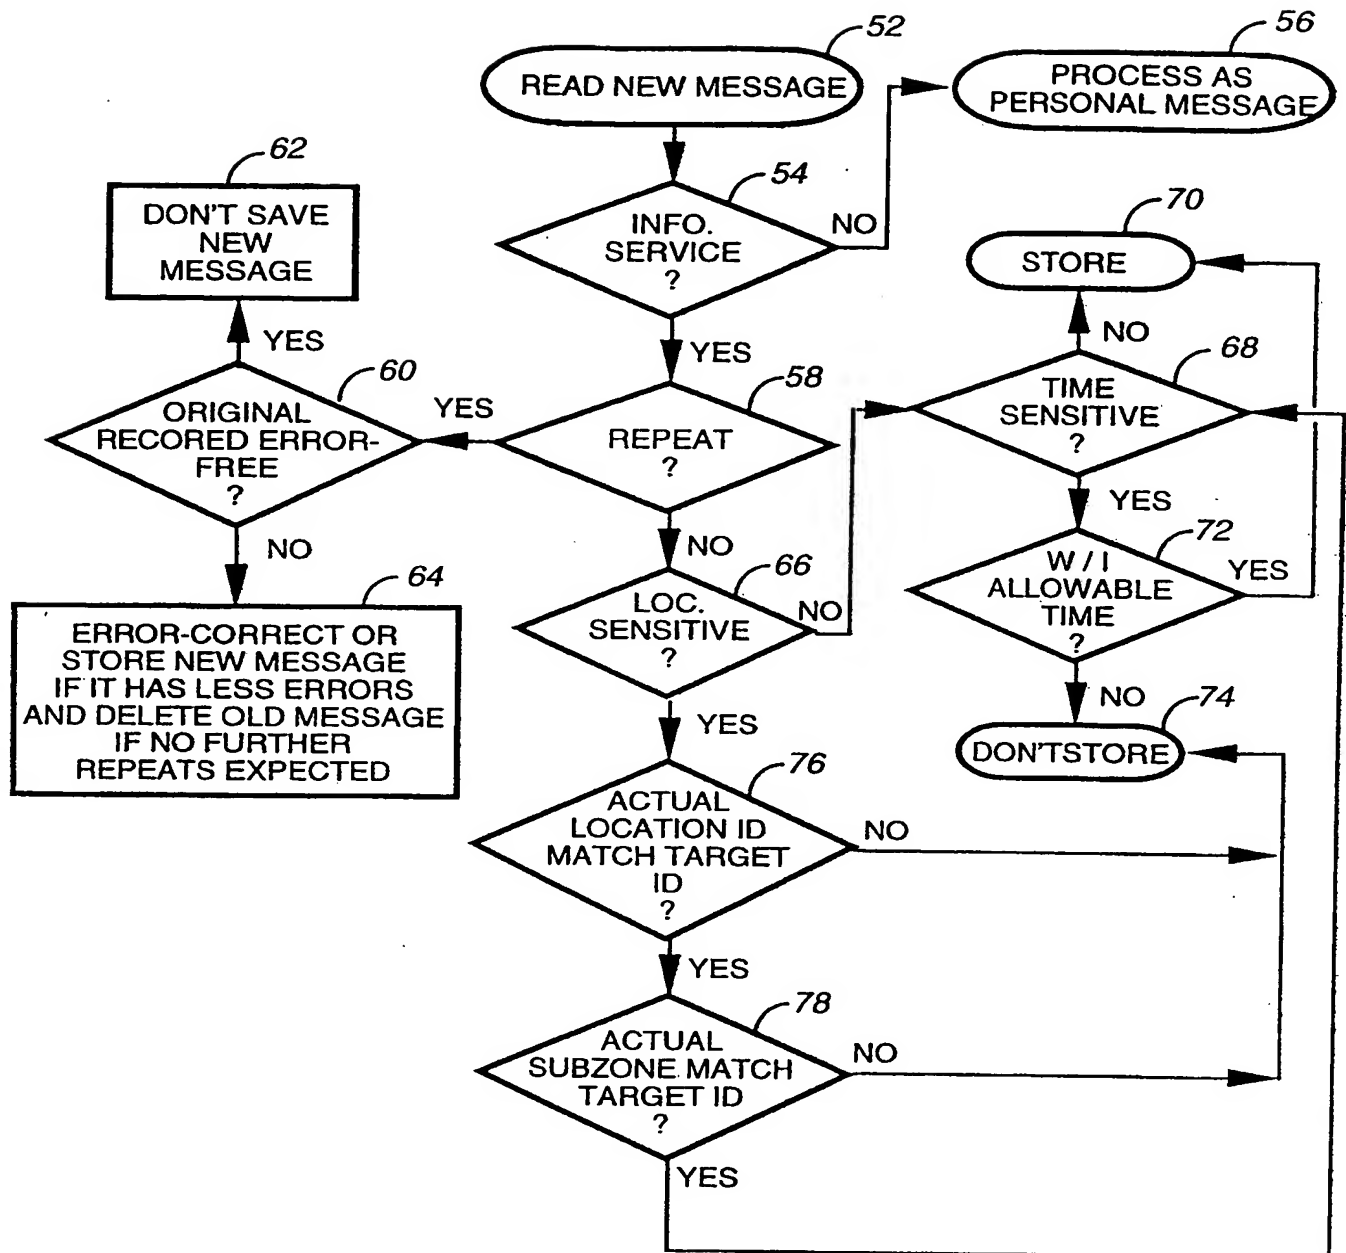 52
READ NEW MESSAGE
56
PROCESS AS
PERSONAL MESSAGE
54
INFO.
SERVICE
?
NO
YES
62
DON'T SAVE
NEW
MESSAGE
YES
60
ORIGINAL
RECORED ERROR-
FREE
?
YES
NO
64
ERROR-CORRECT OR
STORE NEW MESSAGE
IF IT HAS LESS ERRORS
AND DELETE OLD MESSAGE
IF NO FURTHER
REPEATS EXPECTED
58
REPEAT
?
NO
66
LOC.
SENSITIVE
?
NO
YES
70
STORE
NO
68
TIME
SENSITIVE
?
YES
72
W / I
ALLOWABLE
TIME
?
YES
NO
74
DON'TSTORE
76
ACTUAL
LOCATION ID
MATCH TARGET
ID
?
NO
YES
78
ACTUAL
SUBZONE MATCH
TARGET ID
?
NO
YES